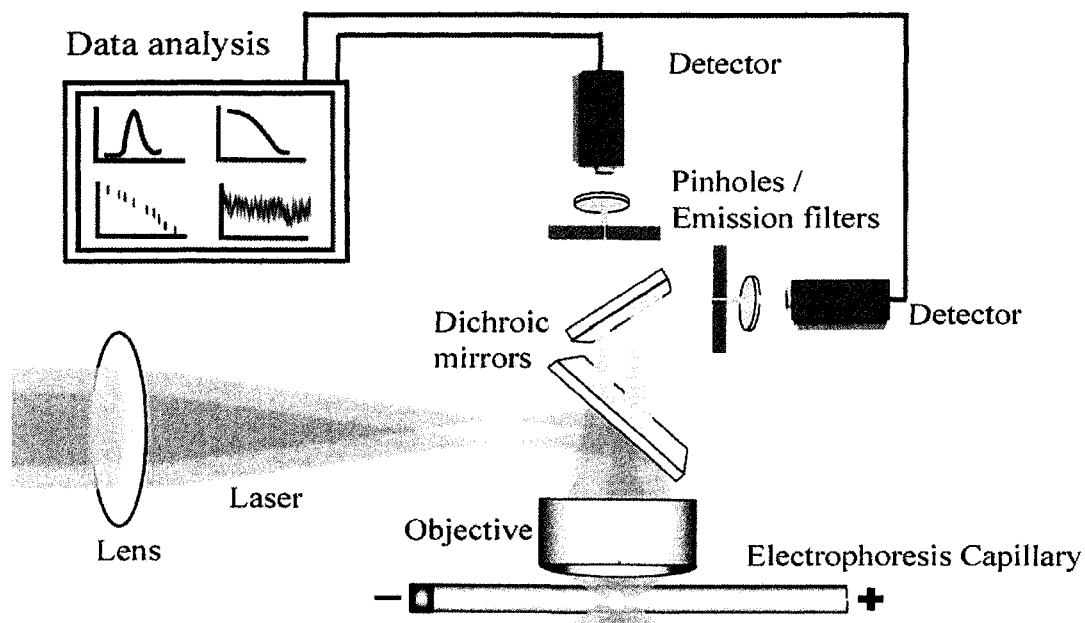 Data analysis
Detector
Pinholes /
Emission filters
Detector
Dichroic
mirrors
Laser
Lens
Objective
Electrophoresis Capillary
− +